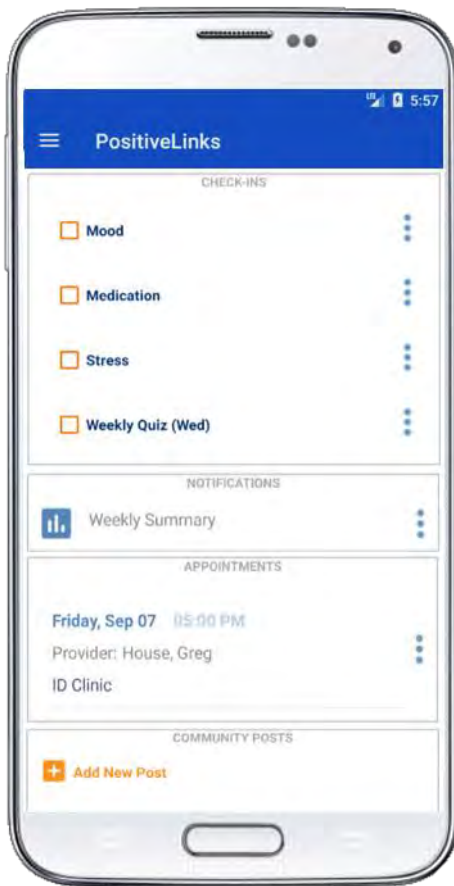 LTE 5:57
PositiveLinks
CHECK-INS
Mood
Medication
Stress
Weekly Quiz (Wed)
NOTIFICATIONS
Weekly Summary
APPOINTMENTS
Friday, Sep 07 05:00 PM
Provider: House, Greg
ID Clinic
COMMUNITY POSTS
Add New Post